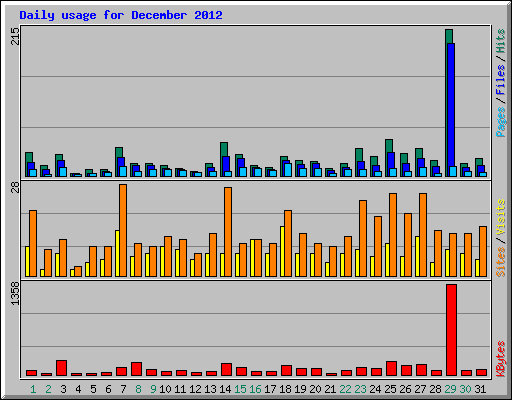 Daily usage for December 2012
215
Pages / Files / Hits
28
Sites / Visits
1358
KBytes
1 2 3 4 5 6 7 8 9 10 11 12 13 14 15 16 17 18 19 20 21 22 23 24 25 26 27 28 29 30 31